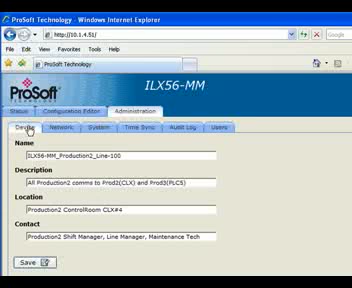 ProSoft Technology - Windows Internet Explorer
http://10.1.4.51/
Google
File Edit View Favorites Tools Help
ProSoft Technology
ProSoft
TECHNOLOGY
ILX56-MM
Status Configuration Editor Administration
Device Network System Time Sync Audit Log Users
Name
ILX56-MM_Production2_Line-100
Description
All Production2 comms to Prod2(CLX) and Prod3(PLC5)
Location
Production2 ControlRoom CLX#4
Contact
Production2 Shift Manager, Line Manager, Maintenance Tech
Save